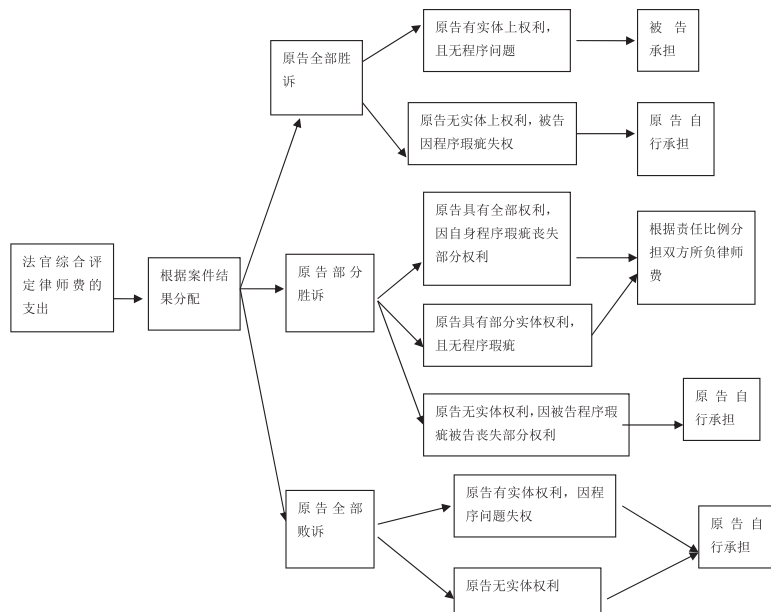 原告有实体上权利，
且无程序问题
被告
承担
原告全部胜
诉
原告无实体上权利，被告
因程序瑕疵失权
原告自
行承担
原告具有全部权利，
因自身程序瑕疵丧失
部分权利
根据责任比例分
担双方所负律师
费
法官综合评
定律师费的
支出
根据案件结
果分配
原告部分
胜诉
原告具有部分实体权利，
且无程序瑕疵
原告无实体权利，因被告程序瑕
疵被告丧失部分权利
原告自
行承担
原告全部
败诉
原告有实体权利，因程
序问题失权
原告自
行承担
原告无实体权利